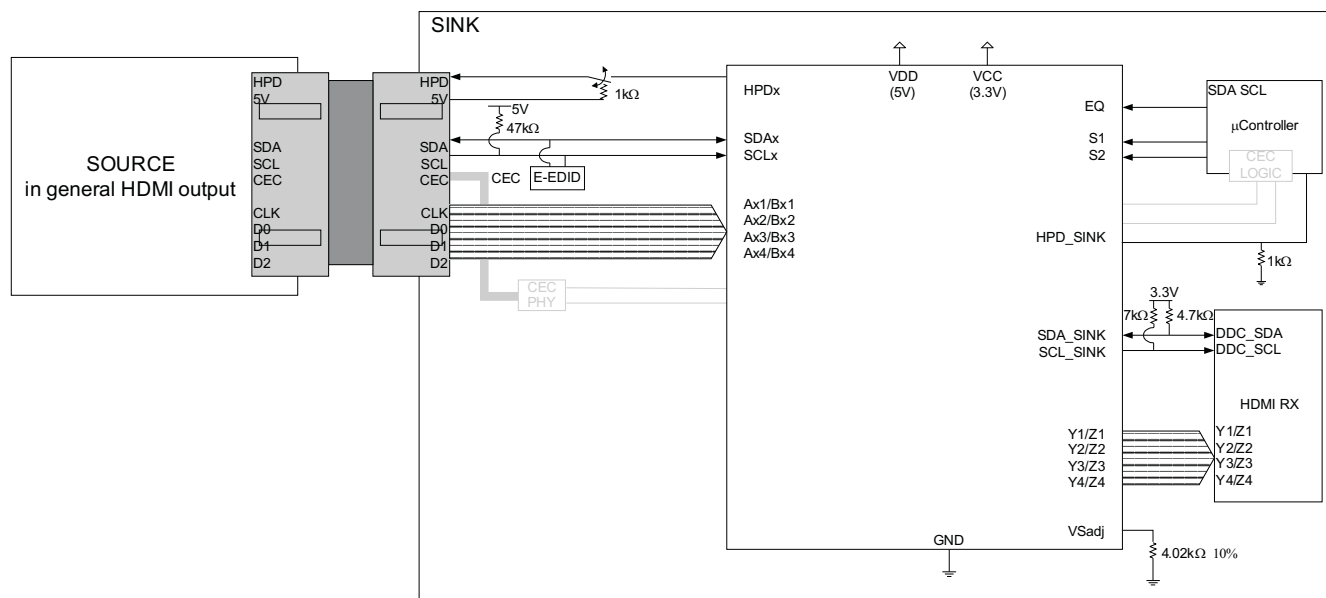 SINK
SOURCE
in general HDMI output
HPD
5V
SDA
SCL
CEC
CLK
D0
D1
D2
HPD
5V
SDA
SCL
CEC
CLK
D0
D1
D2
1kΩ
5V
47kΩ
CEC
E-EDID
CEC
PHY
HPDx
SDAx
SCLx
Ax1/Bx1
Ax2/Bx2
Ax3/Bx3
Ax4/Bx4
VDD
(5V)
VCC
(3.3V)
GND
EQ
S1
S2
HPD_SINK
SDA_SINK
SCL_SINK
Y1/Z1
Y2/Z2
Y3/Z3
Y4/Z4
VSadj
SDA SCL
μController
CEC
LOGIC
1kΩ
3.3V
7kΩ 4.7kΩ
DDC_SDA
DDC_SCL
HDMI RX
Y1/Z1
Y2/Z2
Y3/Z3
Y4/Z4
4.02kΩ 10%